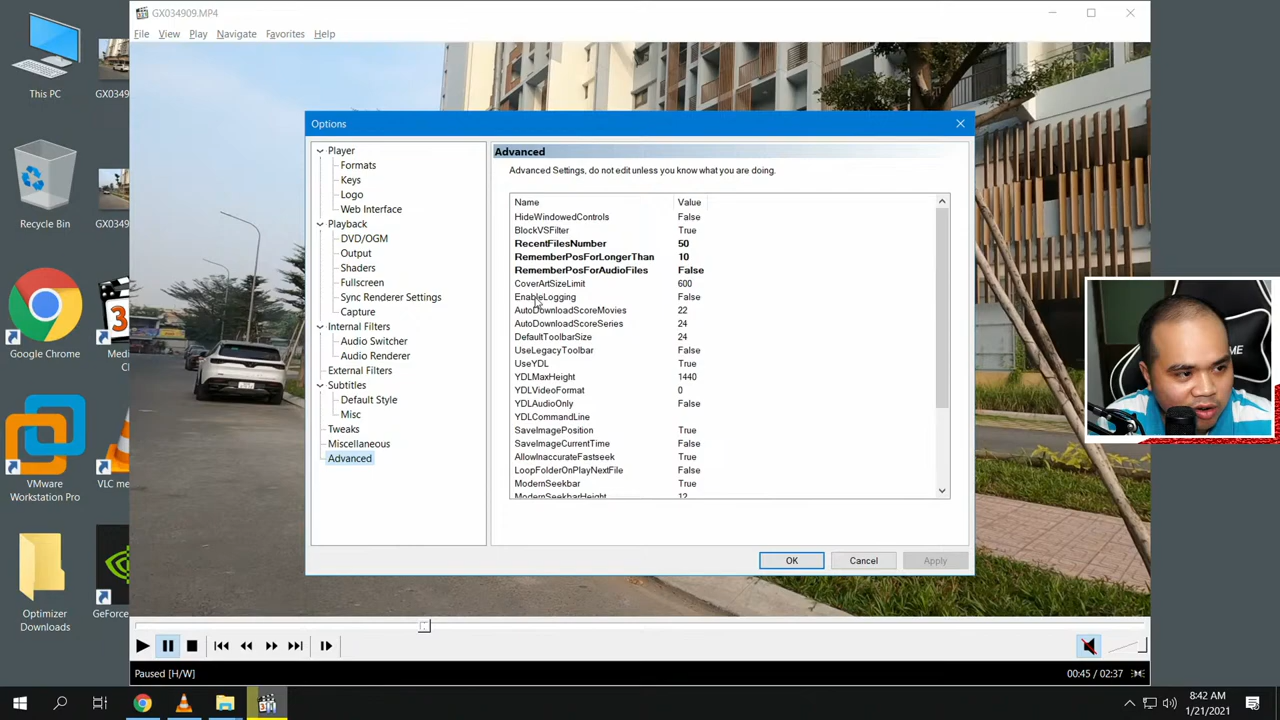 GX034909.MP4
File View Play Navigate Favorites Help
This PC
GX0349
Recycle Bin
GX0349
Google Chrome
Medi
VMware
Workstation Pro
VLC me
Optimizer
Downloads
GeForce
Options
Player
Formats
Keys
Logo
Web Interface
Playback
DVD/OGM
Output
Shaders
Fullscreen
Sync Renderer Settings
Capture
Internal Filters
Audio Switcher
Audio Renderer
External Filters
Subtitles
Default Style
Misc
Tweaks
Miscellaneous
Advanced
Advanced
Advanced Settings, do not edit unless you know what you are doing.
Name Value
HideWindowedControls False
BlockVSFilter True
RecentFilesNumber 50
RememberPosForLongerThan 10
RememberPosForAudioFiles False
CoverArtSizeLimit 600
EnableLogging False
AutoDownloadScoreMovies 22
AutoDownloadScoreSeries 24
DefaultToolbarSize 24
UseLegacyToolbar False
UseYDL True
YDLMaxHeight 1440
YDLVideoFormat 0
YDLAudioOnly False
YDLCommandLine
SaveImagePosition True
SaveImageCurrentTime False
AllowInaccurateFastseek True
LoopFolderOnPlayNextFile False
ModernSeekbar True
ModernSeekbarHeight 12
OK Cancel Apply
Paused [H/W]
00:45 / 02:37
8:42 AM
1/21/2021